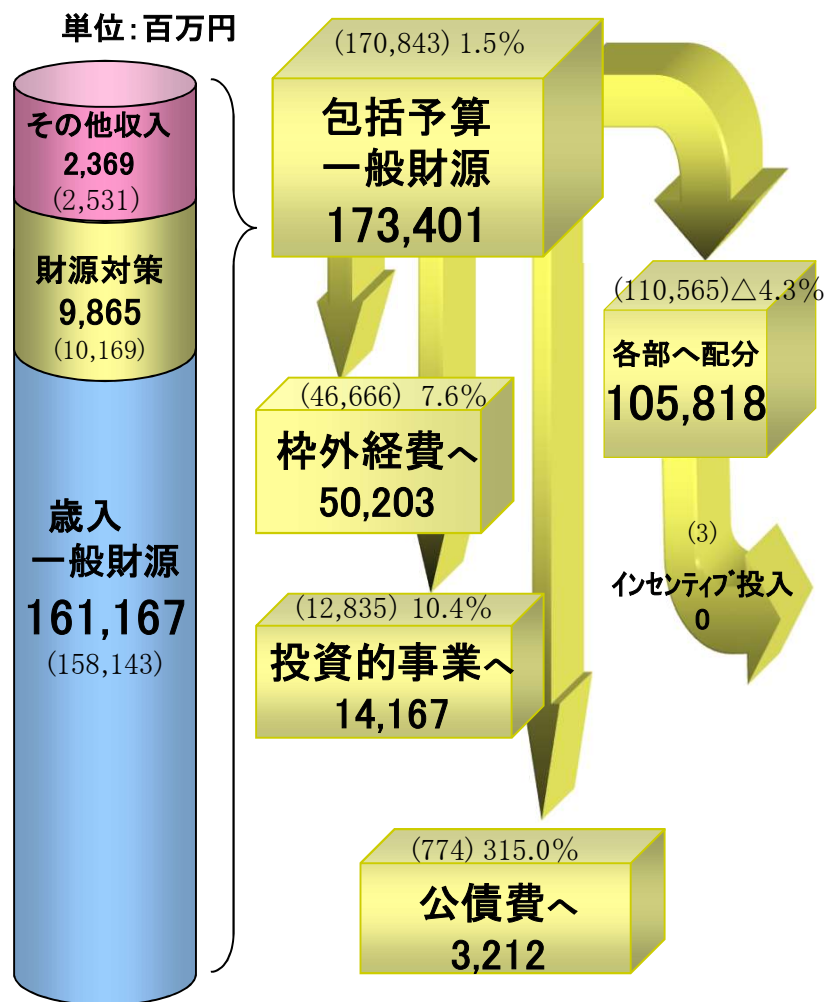 単位:百万円
その他収入
2,369
(2,531)
財源対策
9,865
(10,169)
歳入
一般財源
161,167
(158,143)
(170,843) 1.5%
包括予算
一般財源
173,401
(110,565)△4.3%
各部へ配分
105,818
(3)
インセンティブ投入
0
(46,666) 7.6%
枠外経費へ
50,203
(12,835) 10.4%
投資的事業へ
14,167
(774) 315.0%
公債費へ
3,212